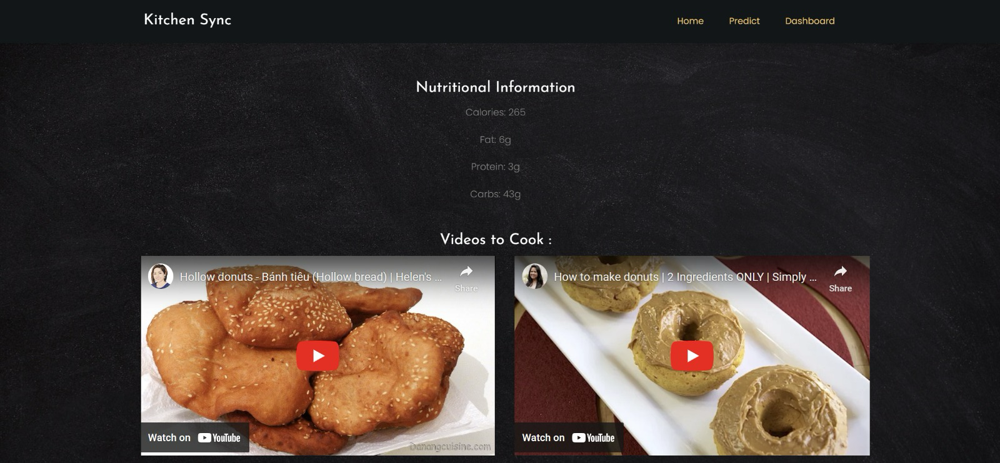 Kitchen Sync
Home Predict Dashboard
Nutritional Information
Calories: 265
Fat: 6g
Protein: 3g
Carbs: 43g
Videos to Cook :
Hollow donuts - Bánh tiêu (Hollow bread) | Helen's ...
Share
How to make donuts | 2 Ingredients ONLY | Simply ...
Share
Watch on YouTube
Danangcuisine.com
Watch on YouTube